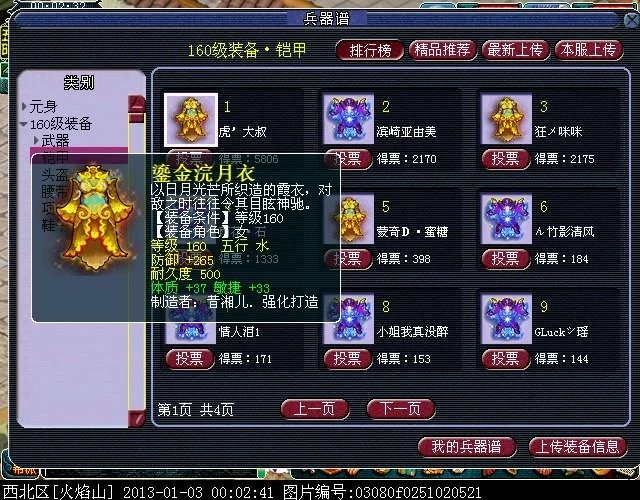 兵器谱
160级装备·铠甲
排行榜
精品推荐
最新上传
本服上传
类别
元身
160级装备
武器
鎏金浣月衣
以日月光芒所织造的霞衣，对
敌之时往往令其目眩神驰。
【装备条件】等级160
【装备角色】女
等级 160 五行 水
防御 +265
耐久度 500
体质 +37 敏捷 +33
制造者：昔湘儿．强化打造
1
虎’大叔
投票
得票：5806
2
滨崎亚由美
投票
得票：2170
3
狂メ咪咪
投票
得票：2175
得票：1333
5
蒙奇D·蜜糖
投票
得票：398
6
ル竹影清风
投票
得票：184
情人泪1
投票
得票：171
8
小姐我真没醉
投票
得票：153
9
GLuckシ瑶
投票
得票：144
第1页 共4页
上一页
下一页
我的兵器谱
上传装备信息
西北区[火焰山] 2013-01-03 00:02:41 图片编号:03080f0251020521